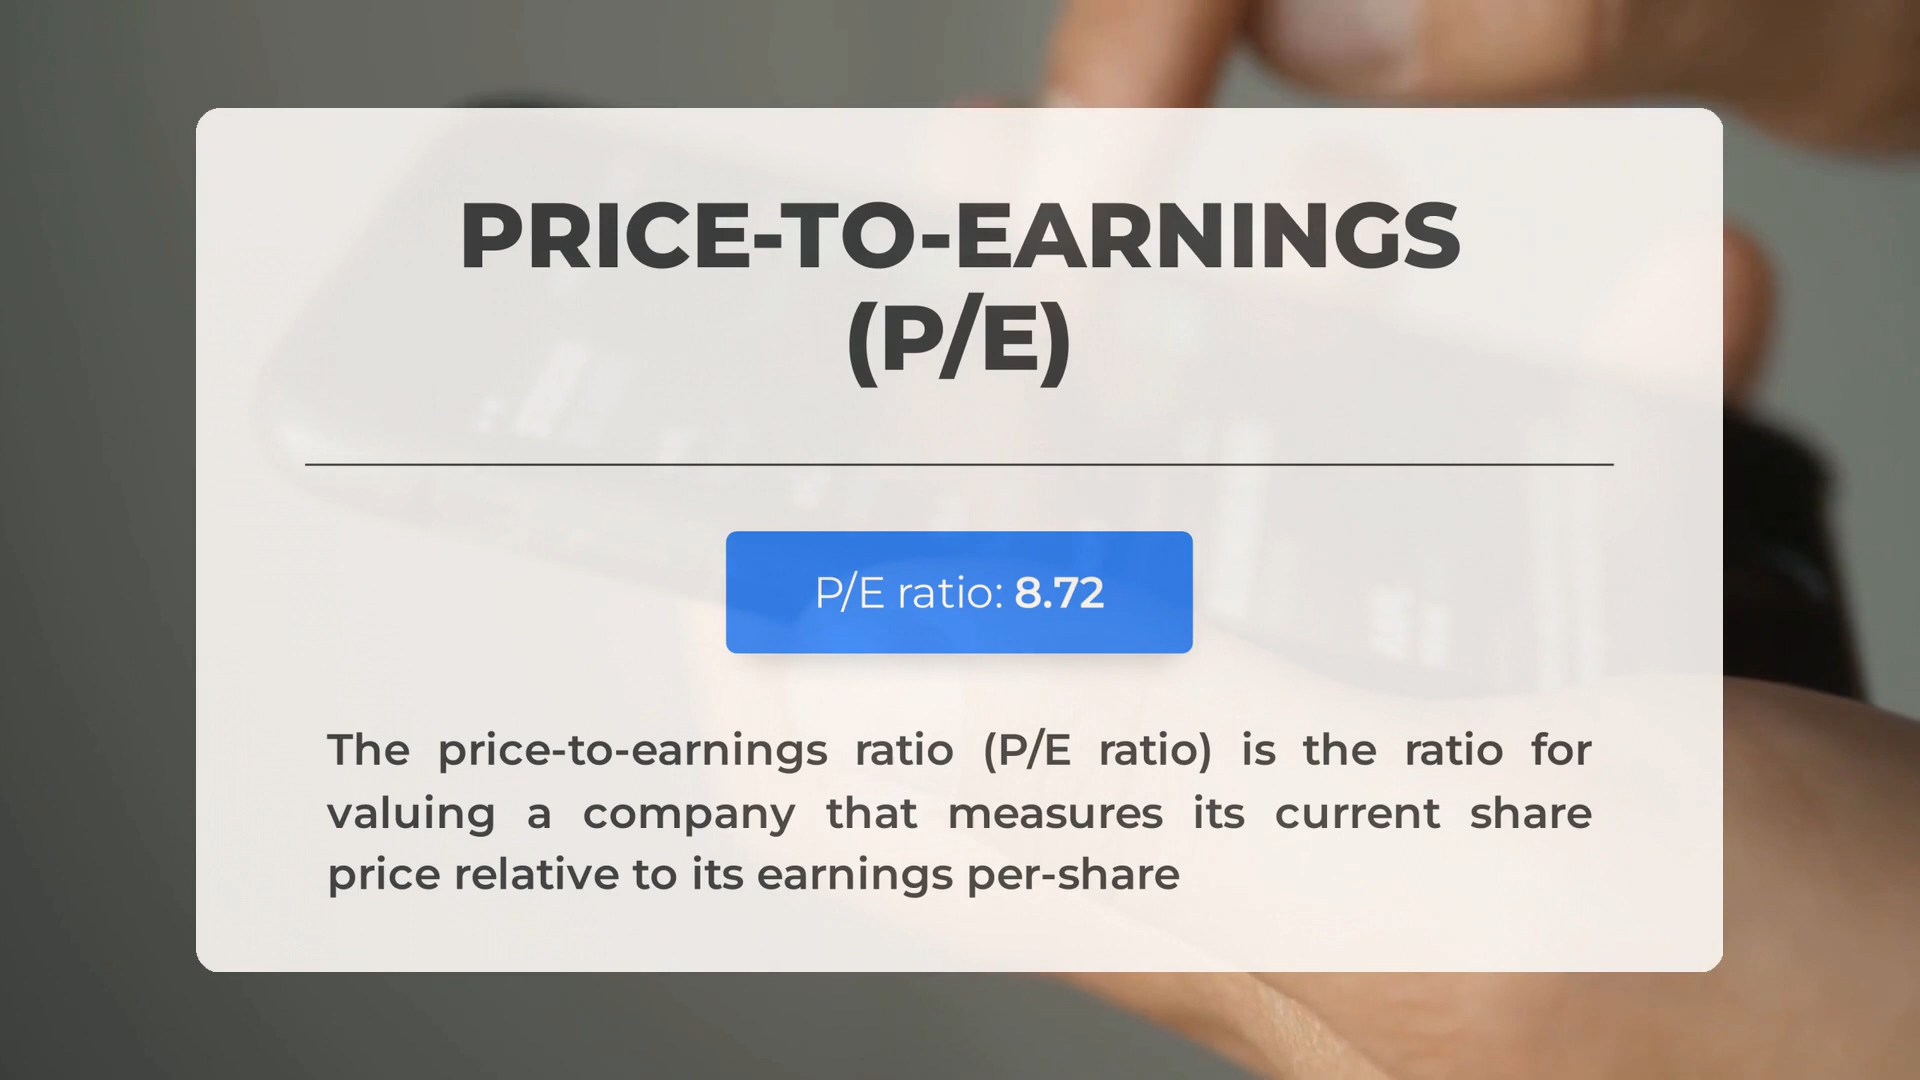 PRICE-TO-EARNINGS
(P/E)
P/E ratio: 8.72
The price-to-earnings ratio (P/E ratio) is the ratio for
valuing a company that measures its current share
price relative to its earnings per-share